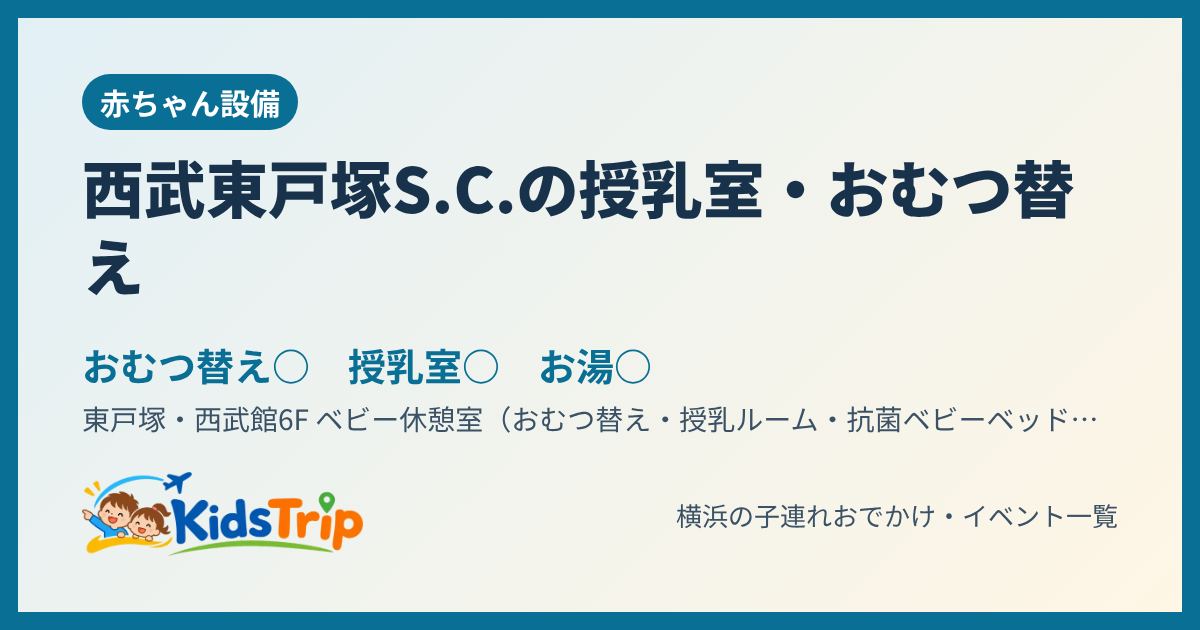 赤ちゃん設備
西武東戸塚S.C.の授乳室・おむつ替
え
おむつ替え○　授乳室○　お湯○
東戸塚・西武館6F ベビー休憩室（おむつ替え・授乳ルーム・抗菌ベビーベッド…
KidsTrip
横浜の子連れおでかけ・イベント一覧